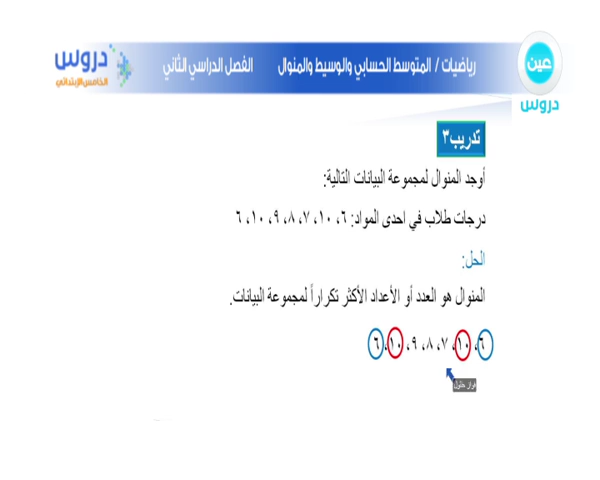 عين
دروس
رياضيات / المتوسط الحسابي والوسيط والمنوال
الفصل الدراسي الثاني
دروس
الخامس الابتدائي
تدريب ٣
أوجد المنوال لمجموعة البيانات التالية:
درجات طلاب في احدى المواد: ٦، ١٠، ٧، ٨، ٩، ١٠، ٦
الحل:
المنوال هو العدد أو الأعداد الأكثر تكراراً لمجموعة البيانات.
٦، ١٠، ٧، ٨، ٩، ١٠، ٦